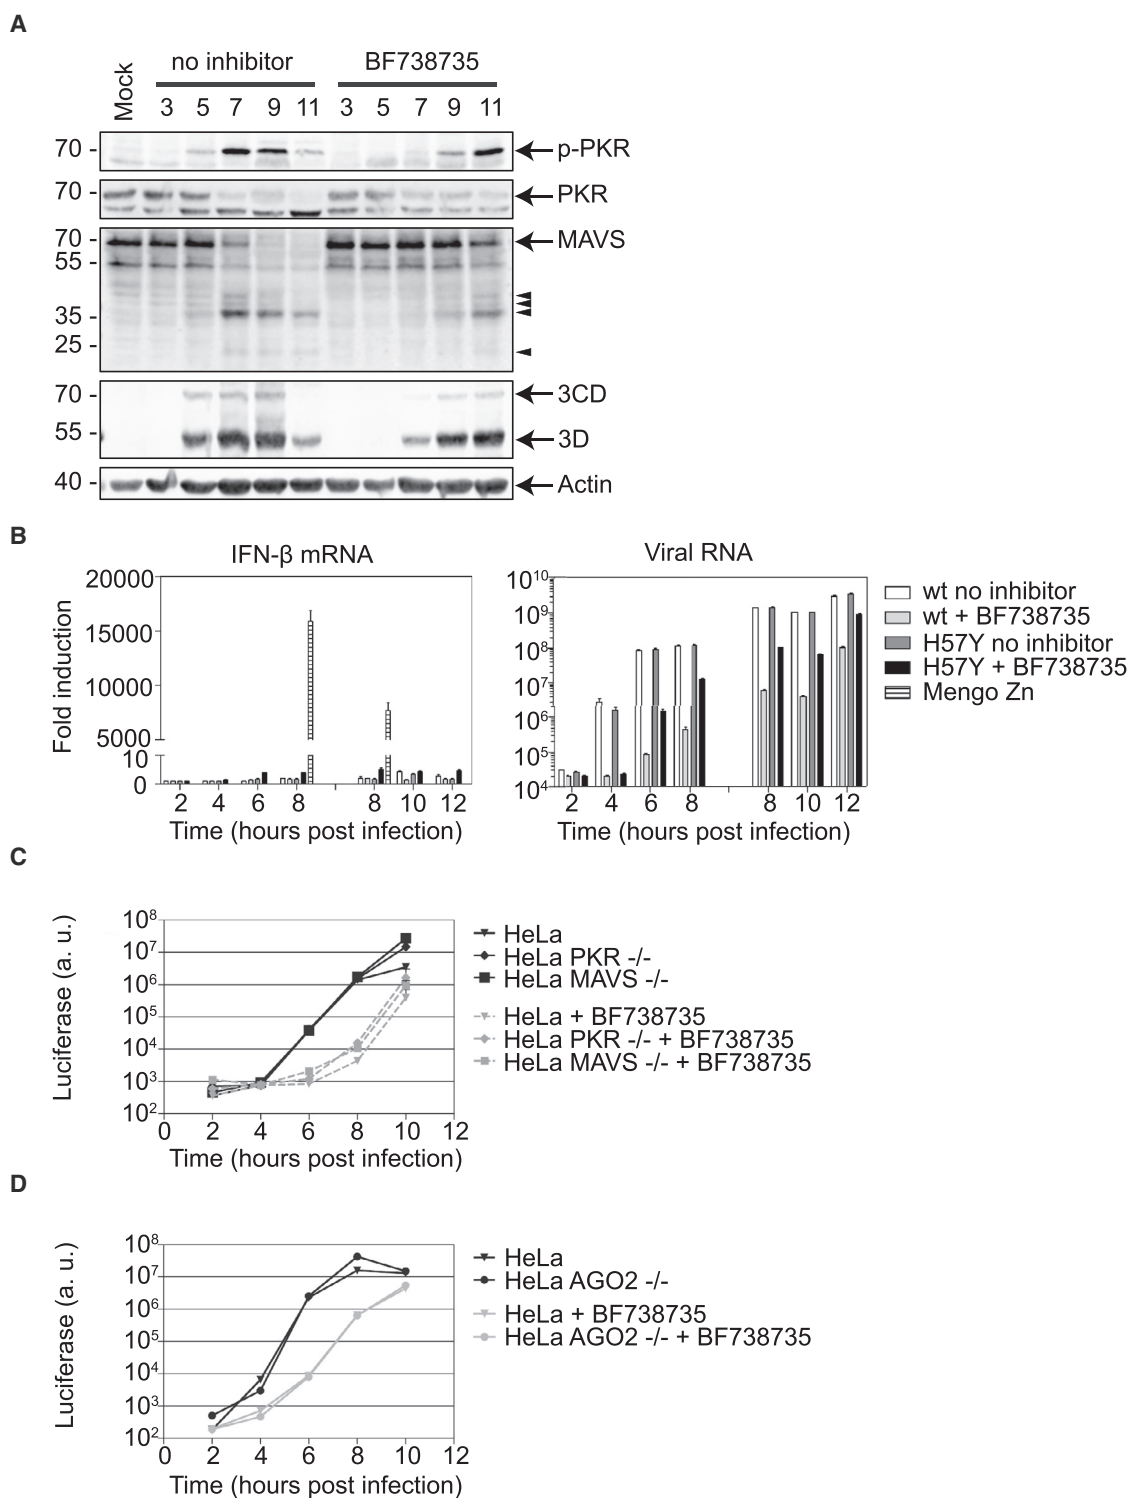 A
no inhibitor BF738735
Mock 3 5 7 9 11 3 5 7 9 11
70 - p-PKR
70 - PKR
70 - MAVS
55 -
35 -
25 -
70 - 3CD
55 - 3D
40 - Actin
B
IFN-β mRNA
Fold induction
20000
15000
10000
5000
10
0
2 4 6 8 8 10 12
Time (hours post infection)
Viral RNA
10^10
10^9
10^8
10^7
10^6
10^5
10^4
2 4 6 8 8 10 12
Time (hours post infection)
wt no inhibitor
wt + BF738735
H57Y no inhibitor
H57Y + BF738735
Mengo Zn
C
Luciferase (a. u.)
10^8
10^7
10^6
10^5
10^4
10^3
10^2
0 2 4 6 8 10 12
Time (hours post infection)
HeLa
HeLa PKR -/-
HeLa MAVS -/-
HeLa + BF738735
HeLa PKR -/- + BF738735
HeLa MAVS -/- + BF738735
D
Luciferase (a. u.)
10^8
10^7
10^6
10^5
10^4
10^3
10^2
0 2 4 6 8 10 12
Time (hours post infection)
HeLa
HeLa AGO2 -/-
HeLa + BF738735
HeLa AGO2 -/- + BF738735